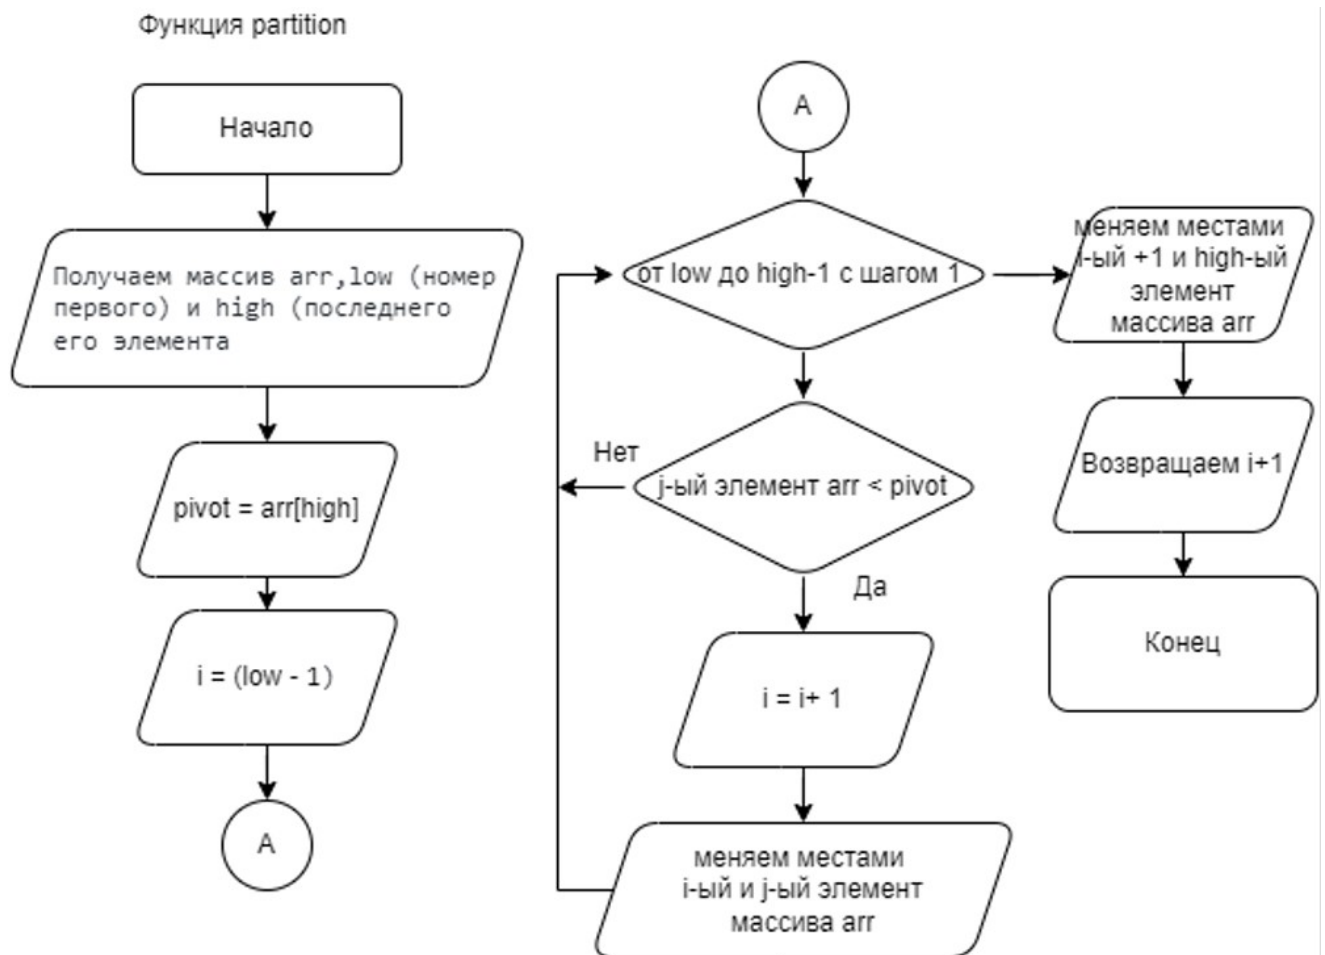 Функция partition
Начало
Получаем массив arr,low (номер
первого) и high (последнего
его элемента
pivot = arr[high]
i = (low - 1)
A
A
от low до high-1 с шагом 1
j-ый элемент arr < pivot
Нет
Да
i = i+ 1
меняем местами
i-ый и j-ый элемент
массива arr
меняем местами
i-ый +1 и high-ый
элемент
массива arr
Возвращаем i+1
Конец